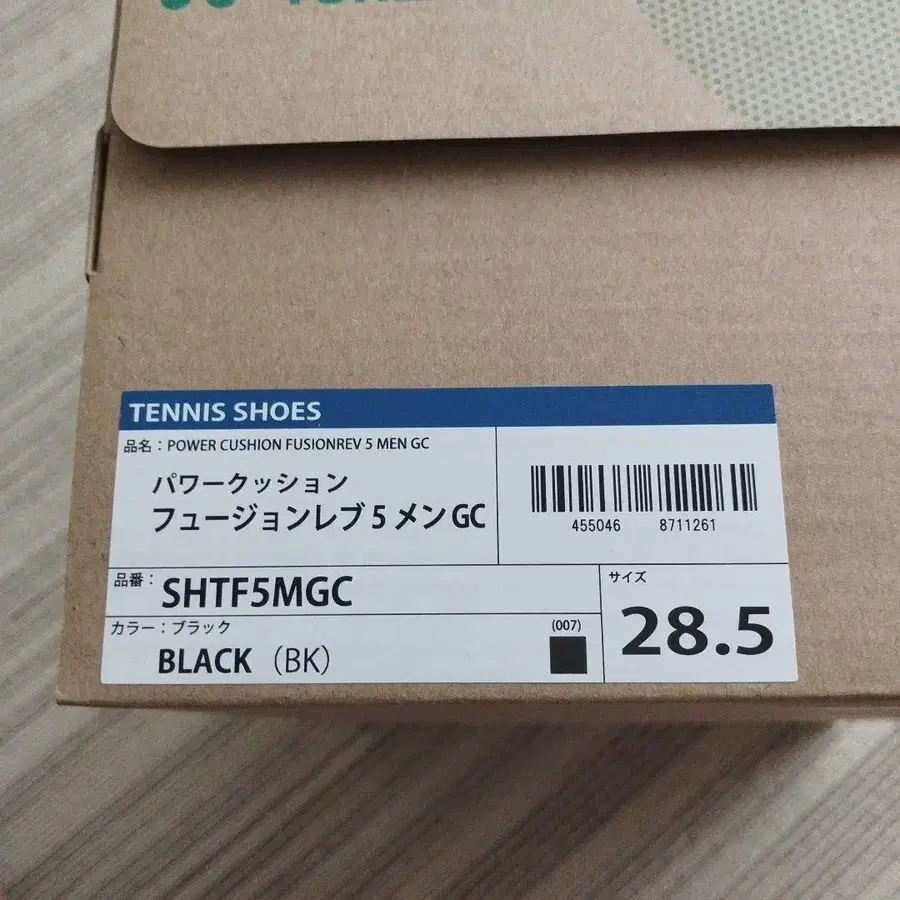 TENNIS SHOES
品名：POWER CUSHION FUSIONREV 5 MEN GC
パワークッション
フュージョンレブ 5 メン GC
455046 8711261
品番：
SHTF5MGC
カラー：ブラック
(007)
BLACK（BK）
サイズ
28.5